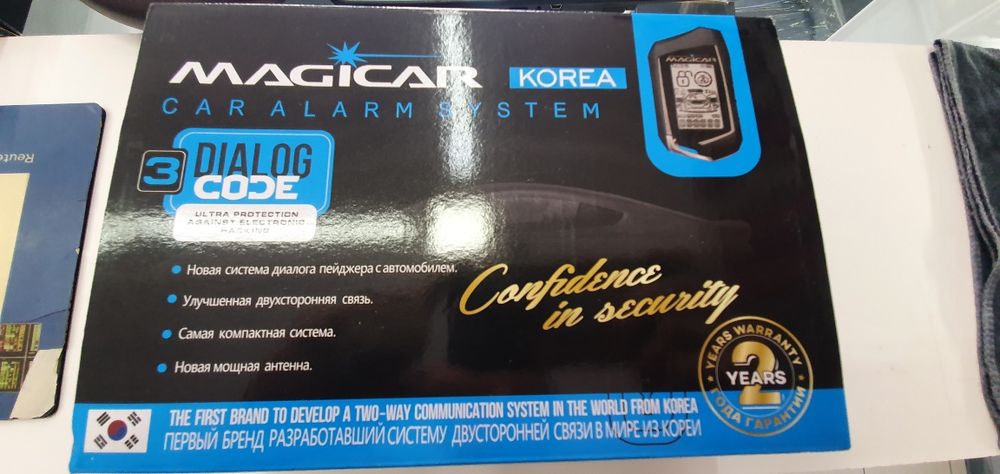 MAGICAR
KOREA
CAR ALARM SYSTEM
MAGICAR
3 DIALOG
CODE
ULTRA PROTECTION
AGAINST ELECTRONIC
HACKING
Новая система диалога пейджера с автомобилем.
Улучшенная двухсторонняя связь.
Самая компактная система.
Новая мощная антенна.
Confidence
in security
YEARS WARRANTY
2
YEARS
ГОДА ГАРАНТИИ
THE FIRST BRAND TO DEVELOP A TWO-WAY COMMUNICATION SYSTEM IN THE WORLD FROM KOREA
ПЕРВЫЙ БРЕНД РАЗРАБОТАВШИЙ СИСТЕМУ ДВУСТОРОННЕЙ СВЯЗИ В МИРЕ ИЗ КОРЕИ